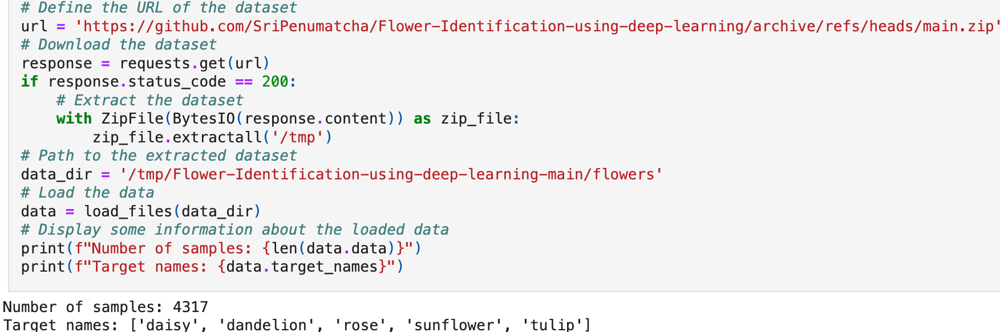 # Define the URL of the dataset
url = 'https://github.com/SriPenumatcha/Flower-Identification-using-deep-learning/archive/refs/heads/main.zip'
# Download the dataset
response = requests.get(url)
if response.status_code == 200:
    # Extract the dataset
    with ZipFile(BytesIO(response.content)) as zip_file:
        zip_file.extractall('/tmp')
# Path to the extracted dataset
data_dir = '/tmp/Flower-Identification-using-deep-learning-main/flowers'
# Load the data
data = load_files(data_dir)
# Display some information about the loaded data
print(f"Number of samples: {len(data.data)}")
print(f"Target names: {data.target_names}")
Number of samples: 4317
Target names: ['daisy', 'dandelion', 'rose', 'sunflower', 'tulip']